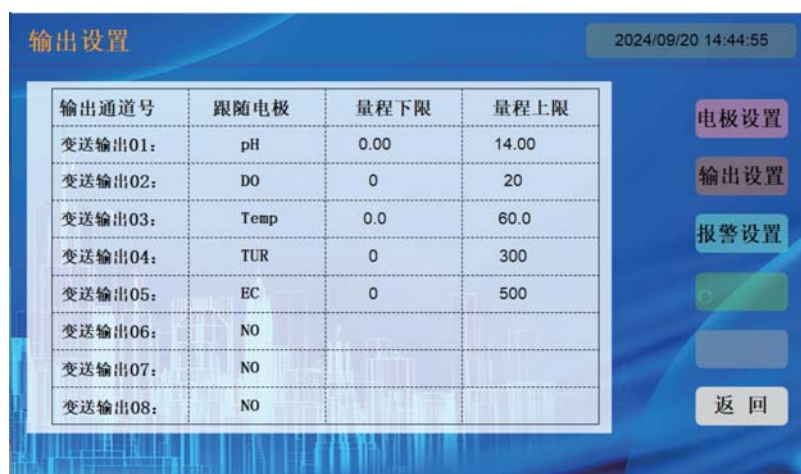 输出设置
2024/09/20 14:44:55
输出通道号 跟随电极 量程下限 量程上限
变送输出01: pH 0.00 14.00
变送输出02: DO 0 20
变送输出03: Temp 0.0 60.0
变送输出04: TUR 0 300
变送输出05: EC 0 500
变送输出06: NO
变送输出07: NO
变送输出08: NO
电极设置
输出设置
报警设置
返 回